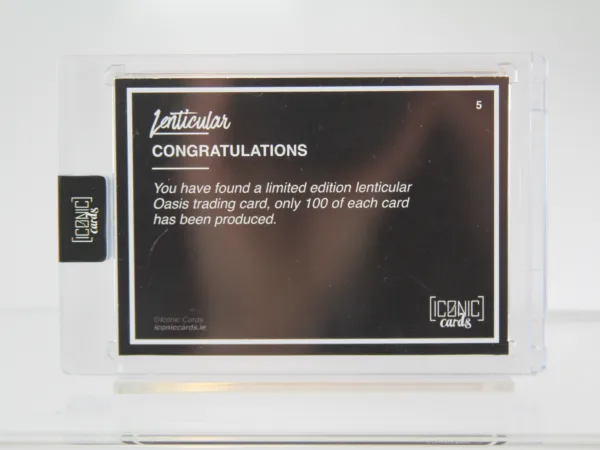 Lenticular
5
CONGRATULATIONS
You have found a limited edition lenticular
Oasis trading card, only 100 of each card
has been produced.
ICONIC
cards
©Iconic Cards
iconiccards.ie
ICONIC
cards